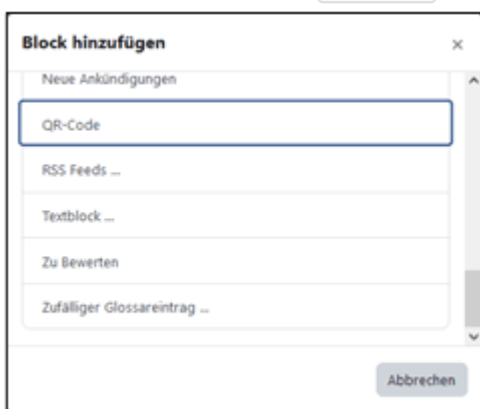 Block hinzufügen
×
Neue Ankündigungen
QR-Code
RSS Feeds ...
Textblock ...
Zu Bewerten
Zufälliger Glossareintrag ...
Abbrechen